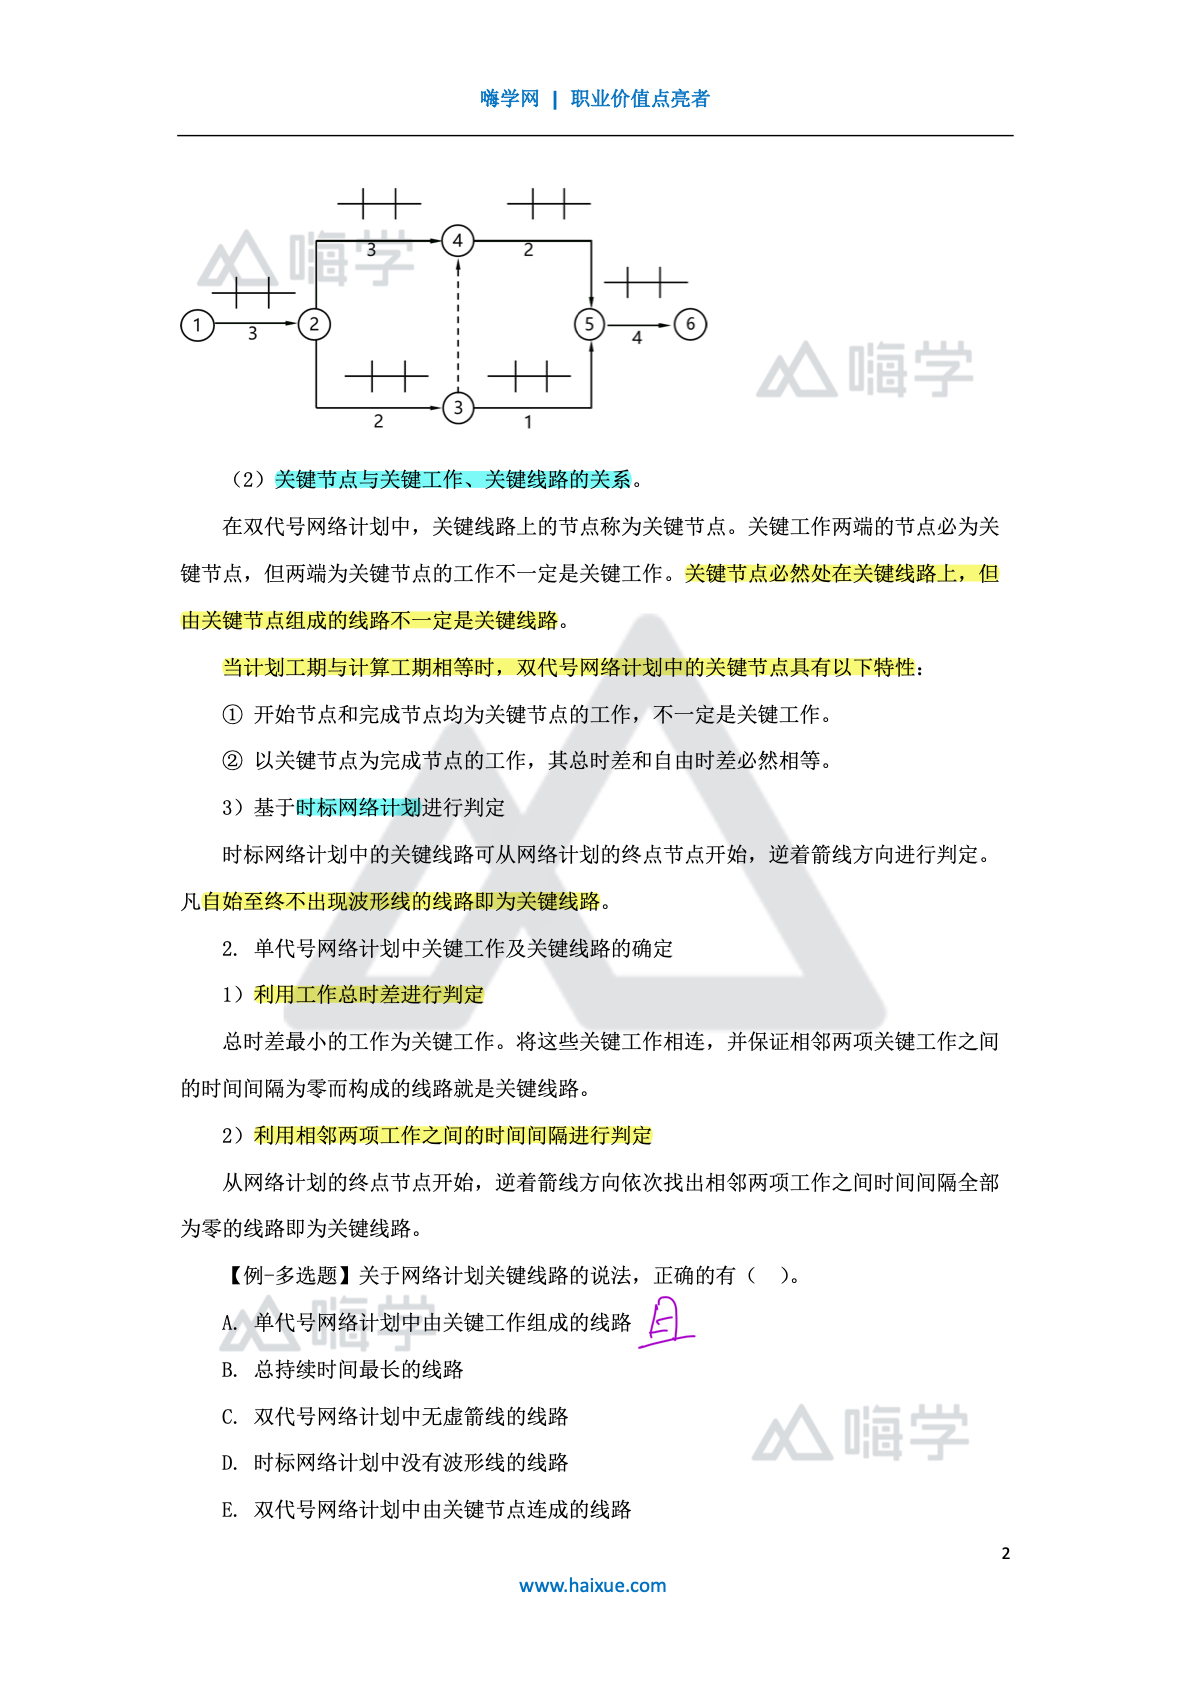 嗨学网 | 职业价值点亮者
嗨学
3
4
2
1
3
2
5
4
6
2
3
1
嗨学
（2）关键节点与关键工作、关键线路的关系。
在双代号网络计划中，关键线路上的节点称为关键节点。关键工作两端的节点必为关
键节点，但两端为关键节点的工作不一定是关键工作。关键节点必然处在关键线路上，但
由关键节点组成的线路不一定是关键线路。
当计划工期与计算工期相等时，双代号网络计划中的关键节点具有以下特性：
① 开始节点和完成节点均为关键节点的工作，不一定是关键工作。
② 以关键节点为完成节点的工作，其总时差和自由时差必然相等。
3）基于时标网络计划进行判定
时标网络计划中的关键线路可从网络计划的终点节点开始，逆着箭线方向进行判定。
凡自始至终不出现波形线的线路即为关键线路。
2. 单代号网络计划中关键工作及关键线路的确定
1）利用工作总时差进行判定
总时差最小的工作为关键工作。将这些关键工作相连，并保证相邻两项关键工作之间
的时间间隔为零而构成的线路就是关键线路。
2）利用相邻两项工作之间的时间间隔进行判定
从网络计划的终点节点开始，逆着箭线方向依次找出相邻两项工作之间时间间隔全部
为零的线路即为关键线路。
【例-多选题】关于网络计划关键线路的说法，正确的有（ ）。
嗨学
A. 单代号网络计划中由关键工作组成的线路
B. 总持续时间最长的线路
C. 双代号网络计划中无虚箭线的线路
嗨学
D. 时标网络计划中没有波形线的线路
E. 双代号网络计划中由关键节点连成的线路
2
www.haixue.com